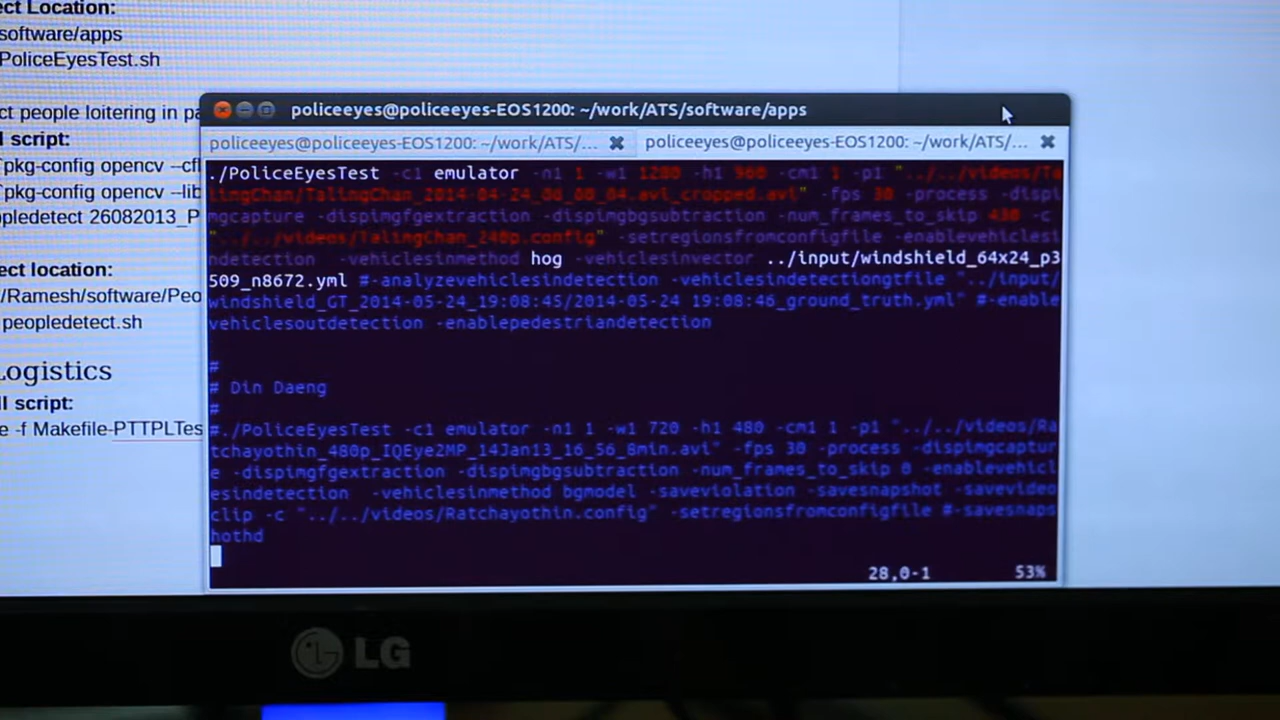 ect Location:
software/apps
PoliceEyesTest.sh
ct people loitering in pa
l script:
`pkg-config opencv --cfl
`pkg-config opencv --lib
opledetect 26082013_P
ect location:
/Ramesh/software/Peo
peopledetect.sh
Logistics
ll script:
e -f Makefile-PTTPLTes
policeeyes@policeeyes-EOS1200: ~/work/ATS/software/apps
policeeyes@policeeyes-EOS1200: ~/work/ATS/... policeeyes@policeeyes-EOS1200: ~/work/ATS/...
./PoliceEyesTest -c1 emulator -n1 1 -w1 1280 -h1 960 -cm1 1 -p1 "../../videos/Ta
lingChan/TalingChan_2014-04-24_00_00_04.avi_cropped.avi" -fps 30 -process -dispi
mgcapture -dispimgfgextraction -dispimgbgsubtraction -num_frames_to_skip 430 -c
"../../videos/TalingChan_240p.config" -setregionsfromconfigfile -enablevehiclesi
ndetection -vehiclesinmethod hog -vehiclesinvector ../input/windshield_64x24_p3
509_n8672.yml #-analyzevehiclesindetection -vehiclesindetectiongtfile "../input/
windshield_GT_2014-05-24_19:08:45/2014-05-24 19:08:46_ground_truth.yml" #-enable
vehiclesoutdetection -enablepedestriandetection
#
# Din Daeng
#
#./PoliceEyesTest -c1 emulator -n1 1 -w1 720 -h1 480 -cm1 1 -p1 "../../videos/Ra
tchayothin_480p_IQEye2MP_14Jan13_16_56_8min.avi" -fps 30 -process -dispimgcaptur
e -dispimgfgextraction -dispimgbgsubtraction -num_frames_to_skip 0 -enablevehicl
esindetection -vehiclesinmethod bgmodel -saveviolation -savesnapshot -savevideo
clip -c "../../videos/Ratchayothin.config" -setregionsfromconfigfile #-savesnaps
hothd
28,0-1 53%
LG